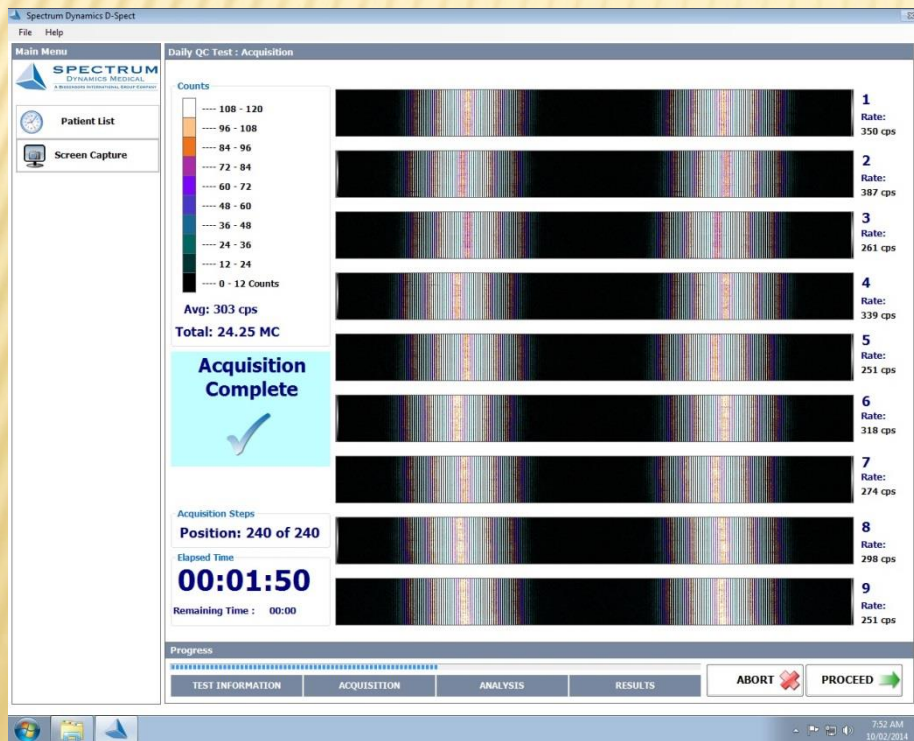 Spectrum Dynamics D-Spect
File Help
Main Menu
SPECTRUM
DYNAMICS MEDICAL
A BIOSENSORS INTERNATIONAL GROUP COMPANY
Patient List
Screen Capture
Daily QC Test : Acquisition
Counts
---- 108 - 120
---- 96 - 108
---- 84 - 96
---- 72 - 84
---- 60 - 72
---- 48 - 60
---- 36 - 48
---- 24 - 36
---- 12 - 24
---- 0 - 12 Counts
Avg: 303 cps
Total: 24.25 MC
Acquisition
Complete
Acquisition Steps
Position: 240 of 240
Elapsed Time
00:01:50
Remaining Time : 00:00
1
Rate:
350 cps
2
Rate:
387 cps
3
Rate:
261 cps
4
Rate:
339 cps
5
Rate:
251 cps
6
Rate:
318 cps
7
Rate:
274 cps
8
Rate:
298 cps
9
Rate:
251 cps
Progress
TEST INFORMATION ACQUISITION ANALYSIS RESULTS
ABORT PROCEED
7:52 AM
10/02/2014